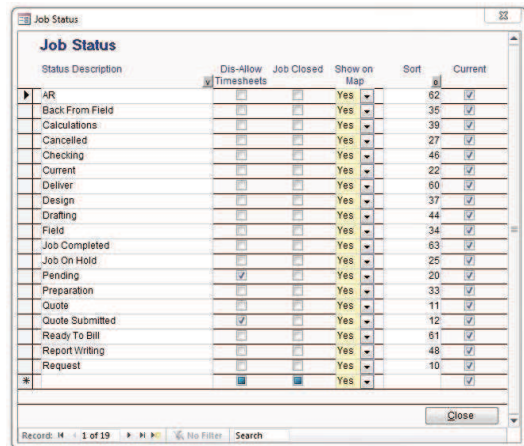 Job Status
Job Status
Status Description Dis-Allow Timesheets Job Closed Show on Map Sort Current
AR Yes 62
Back From Field Yes 35
Calculations Yes 39
Cancelled Yes 27
Checking Yes 46
Current Yes 22
Deliver Yes 60
Design Yes 37
Drafting Yes 44
Field Yes 34
Job Completed Yes 63
Job On Hold Yes 25
Pending Yes 20
Preparation Yes 33
Quote Yes 11
Quote Submitted Yes 12
Ready To Bill Yes 61
Report Writing Yes 48
Request Yes 10
Yes
Close
Record: 1 of 19 No Filter Search